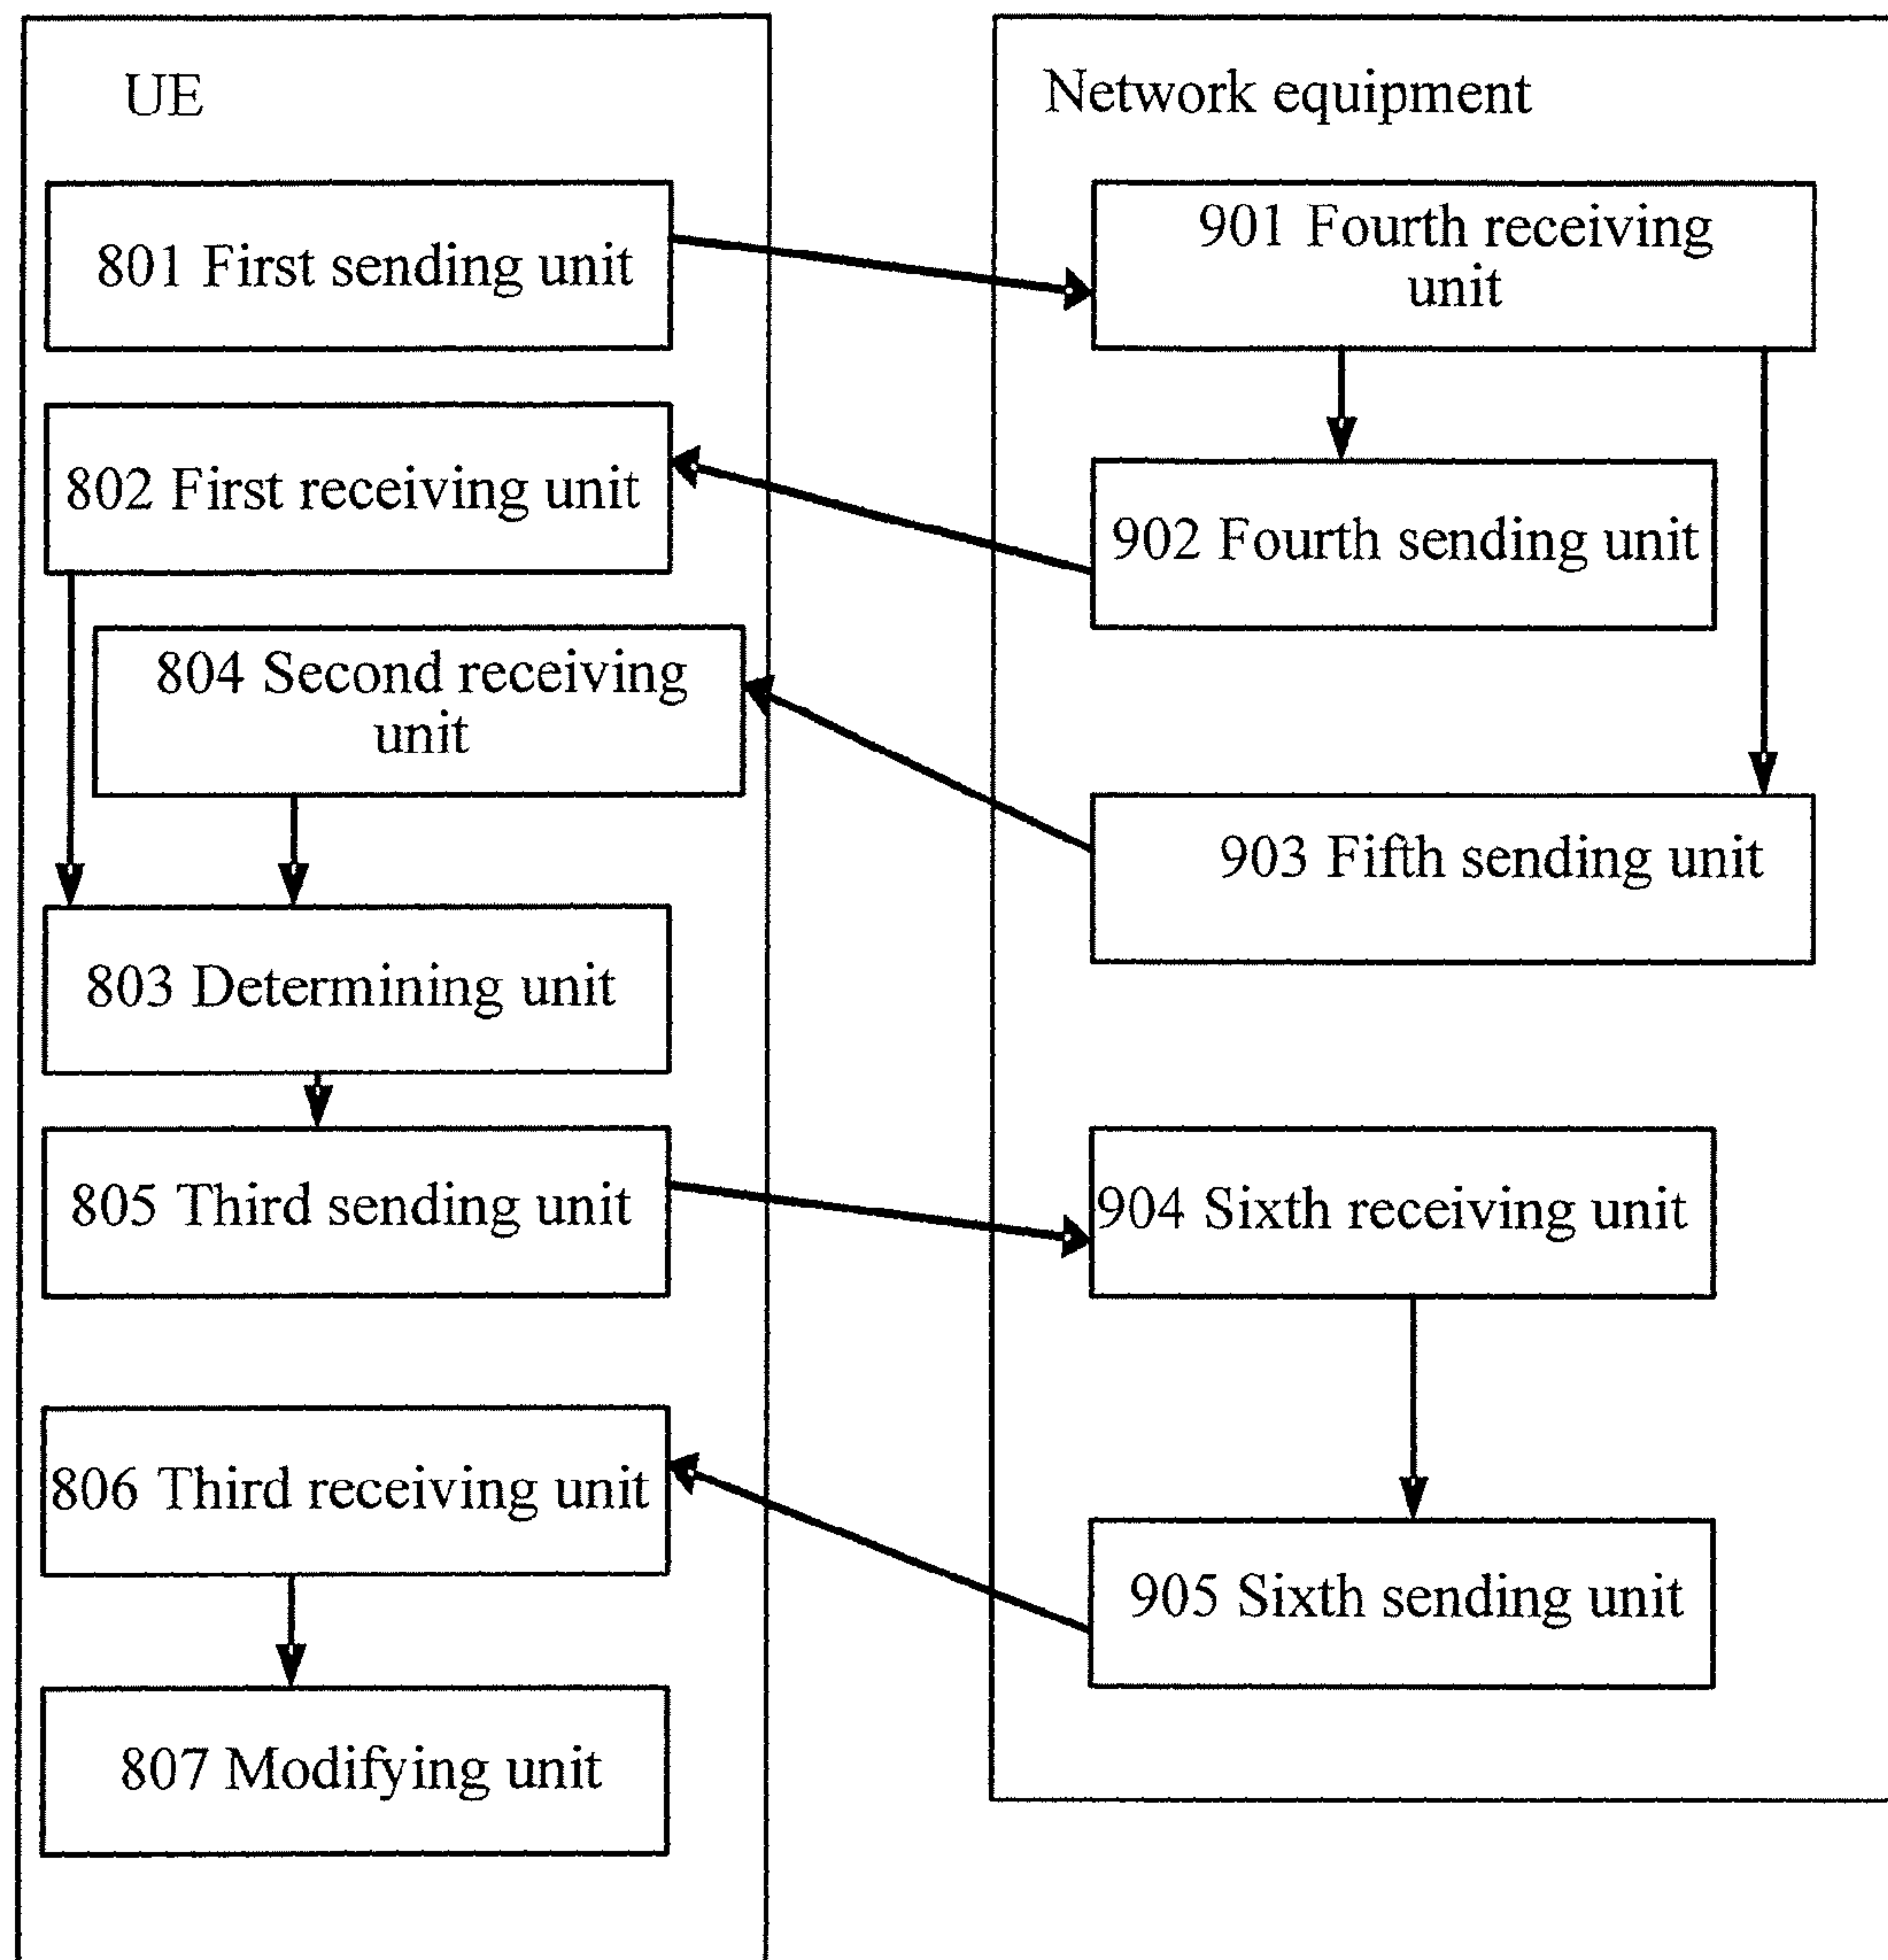 UE
801 First sending unit
802 First receiving unit
804 Second receiving
unit
803 Determining unit
805 Third sending unit
806 Third receiving unit
807 Modifying unit
Network equipment
901 Fourth receiving
unit
902 Fourth sending unit
903 Fifth sending unit
904 Sixth receiving unit
905 Sixth sending unit